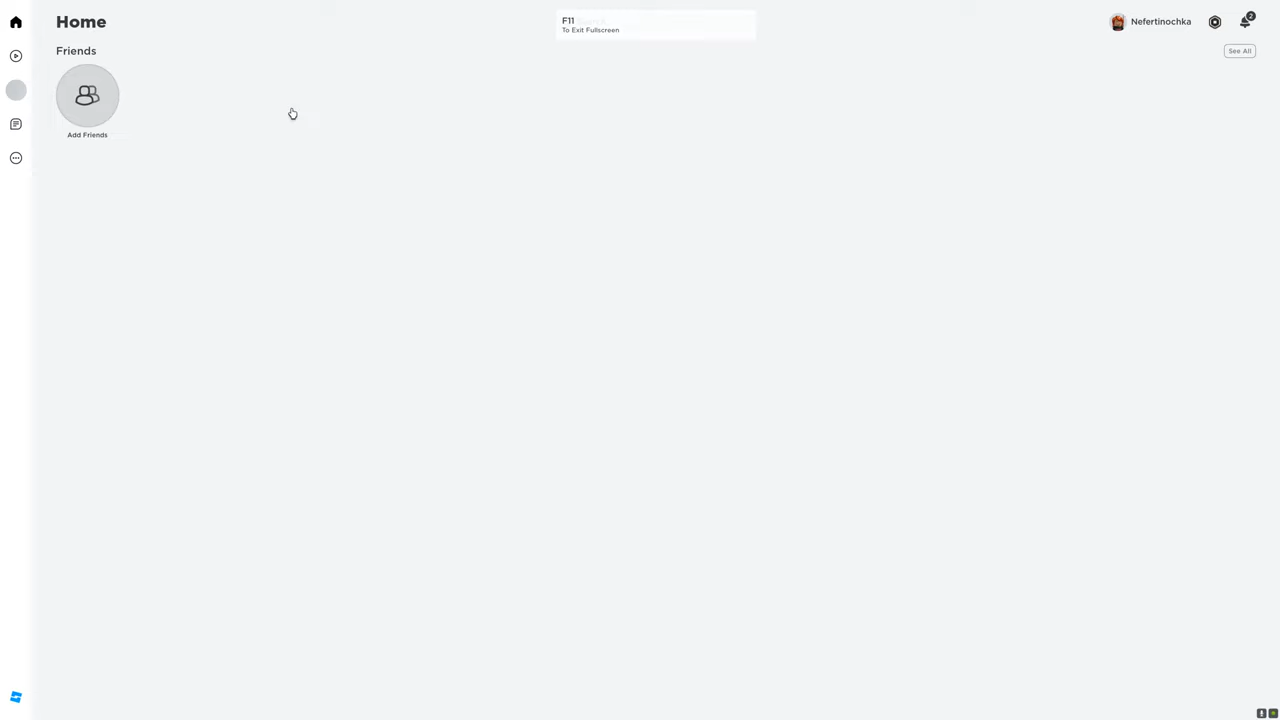 Home
F11
To Exit Fullscreen
Nefertinochka
2
Friends
See All
Add Friends